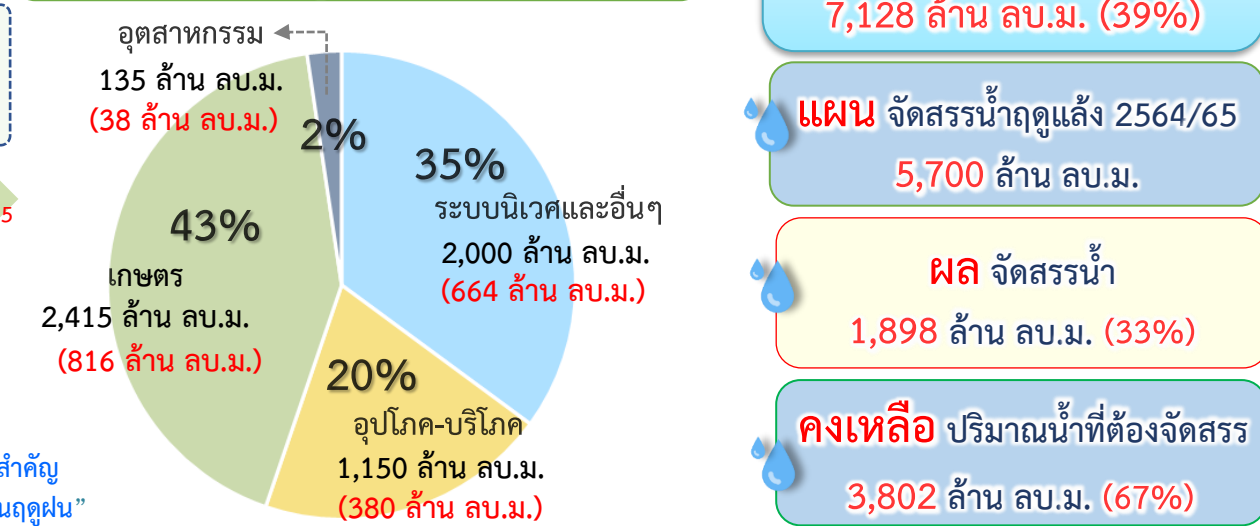 อุตสาหกรรม
135 ล้าน ลบ.ม.
(38 ล้าน ลบ.ม.)
2%
35%
ระบบนิเวศและอื่นๆ
2,000 ล้าน ลบ.ม.
(664 ล้าน ลบ.ม.)
43%
เกษตร
2,415 ล้าน ลบ.ม.
(816 ล้าน ลบ.ม.)
20%
อุปโภค-บริโภค
1,150 ล้าน ลบ.ม.
(380 ล้าน ลบ.ม.)
5
สำคัญ
นฤดูฝน”
7,128 ล้าน ลบ.ม. (39%)
แผน จัดสรรน้ำฤดูแล้ง 2564/65
5,700 ล้าน ลบ.ม.
ผล จัดสรรน้ำ
1,898 ล้าน ลบ.ม. (33%)
คงเหลือ ปริมาณน้ำที่ต้องจัดสรร
3,802 ล้าน ลบ.ม. (67%)